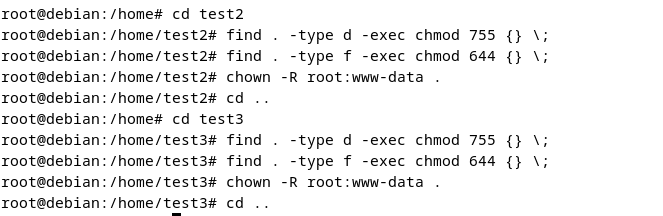 root@debian:/home# cd test2
root@debian:/home/test2# find . -type d -exec chmod 755 {} \;
root@debian:/home/test2# find . -type f -exec chmod 644 {} \;
root@debian:/home/test2# chown -R root:www-data .
root@debian:/home/test2# cd ..
root@debian:/home# cd test3
root@debian:/home/test3# find . -type d -exec chmod 755 {} \;
root@debian:/home/test3# find . -type f -exec chmod 644 {} \;
root@debian:/home/test3# chown -R root:www-data .
root@debian:/home/test3# cd ..